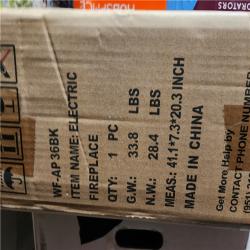 WF-AP36BK
ITEM NAME: ELECTRIC
FIREPLACE
QTY: 1 PC
G.W.: 33.8 LBS
N.W.: 28.4 LBS
MEAS: 41.1*7.3*20.3 INCH
MADE IN CHINA
Get More Help By
CONTACT PHONE
(951)